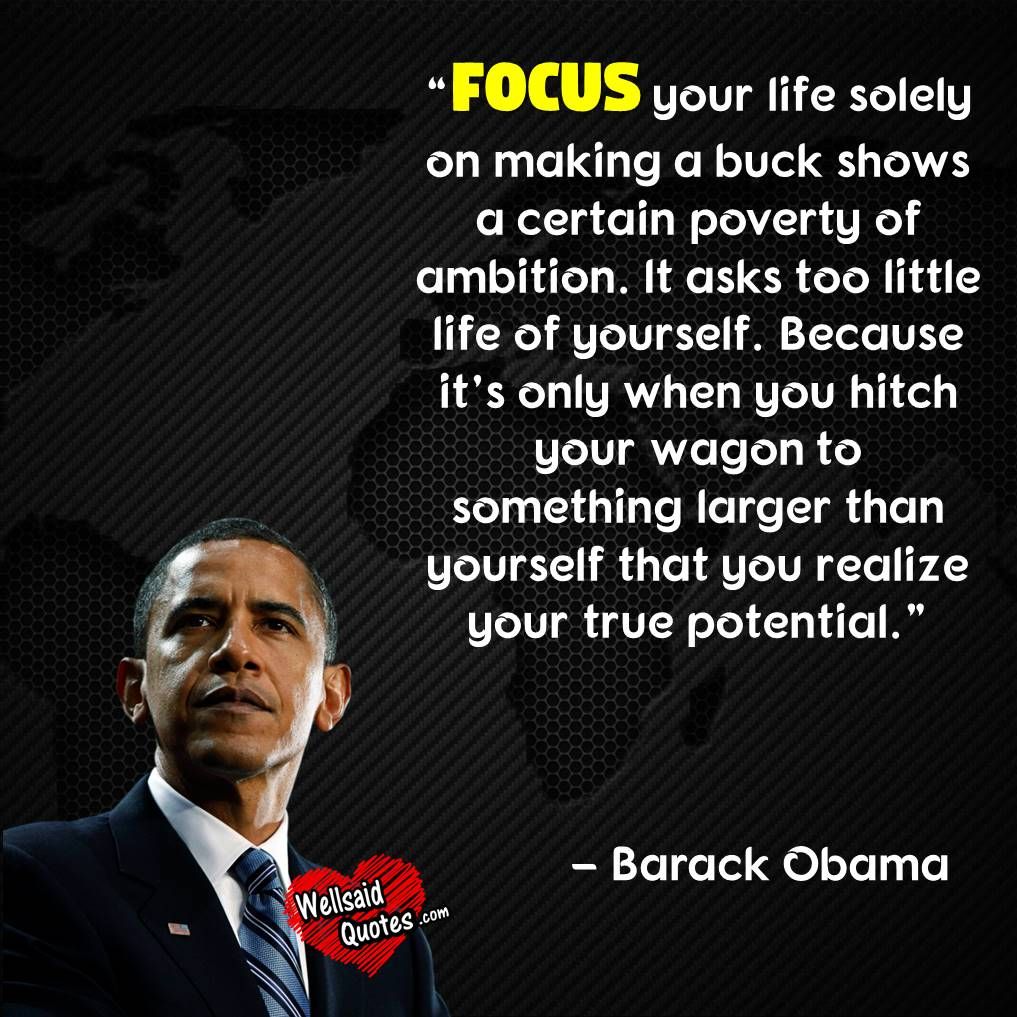 “FOCUS your life solely
on making a buck shows
a certain poverty of
ambition. It asks too little
life of yourself. Because
it’s only when you hitch
your wagon to
something larger than
yourself that you realize
your true potential.”
– Barack Obama
Wellsaid
Quotes.com